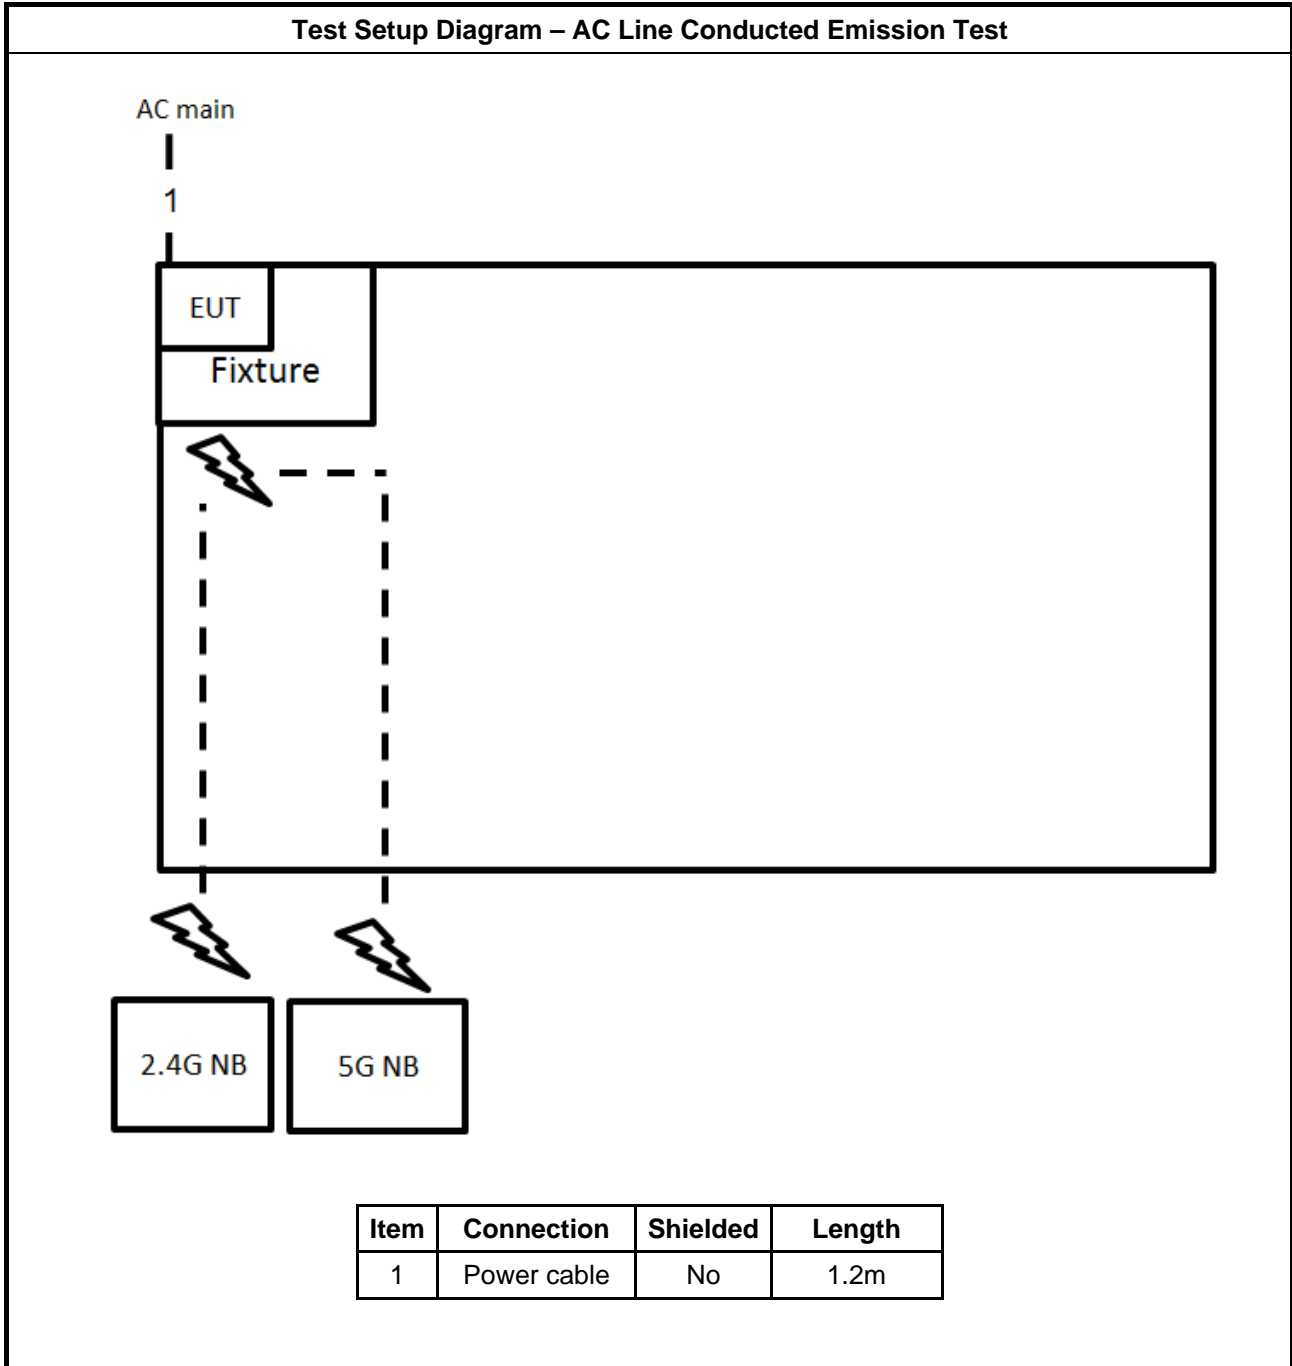 Test Setup Diagram – AC Line Conducted Emission Test
AC main
1
EUT
Fixture
2.4G NB
5G NB
Item Connection Shielded Length
1 Power cable No 1.2m